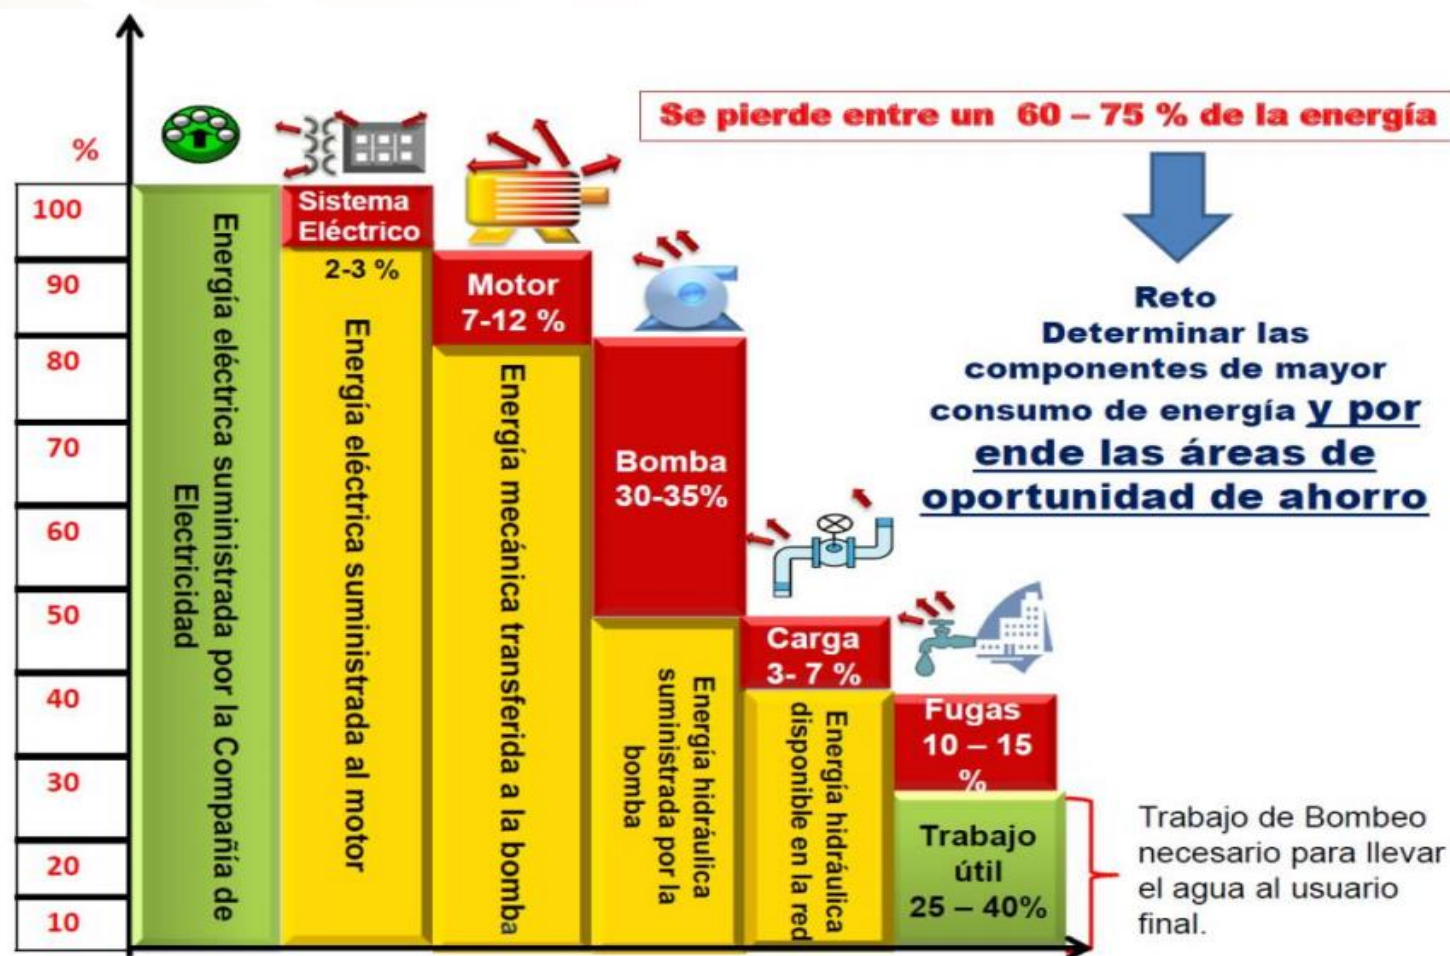 Se pierde entre un 60 – 75 % de la energía
%
100
90
80
70
60
50
40
30
20
10
Energía eléctrica suministrada por la Compañía de
Electricidad
Sistema
Eléctrico
2-3 %
Energía eléctrica suministrada al motor
Motor
7-12 %
Energía mecánica transferida a la bomba
Bomba
30-35%
Energía hidráulica
suministrada por la
bomba
Carga
3- 7 %
Energía hidráulica
disponible en la red
Fugas
10 – 15
%
Trabajo
útil
25 – 40%
Reto
Determinar las
componentes de mayor
consumo de energía y por
ende las áreas de
oportunidad de ahorro
Trabajo de Bombeo
necesario para llevar
el agua al usuario
final.